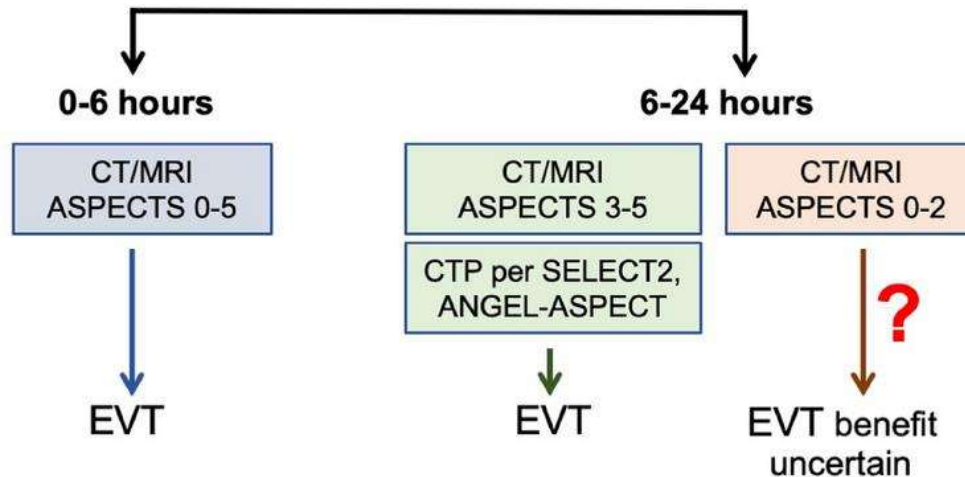 0-6 hours
CT/MRI
ASPECTS 0-5
EVT
6-24 hours
CT/MRI
ASPECTS 3-5
CTP per SELECT2,
ANGEL-ASPECT
EVT
CT/MRI
ASPECTS 0-2
?
EVT benefit
uncertain